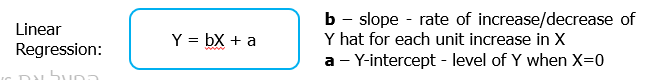 Linear
Regression:
Y = bX + a
b – slope - rate of increase/decrease of
Y hat for each unit increase in X
a – Y-intercept - level of Y when X=0